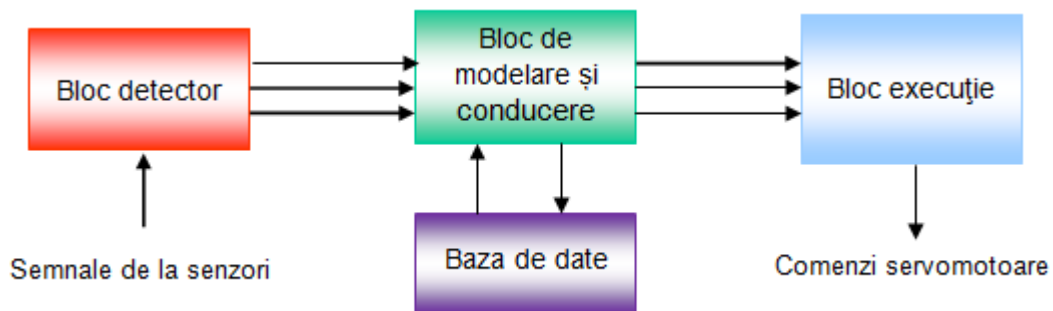 Bloc detector
Bloc de
modelare și
conducere
Bloc execuţie
Baza de date
Semnale de la senzori
Comenzi servomotoare